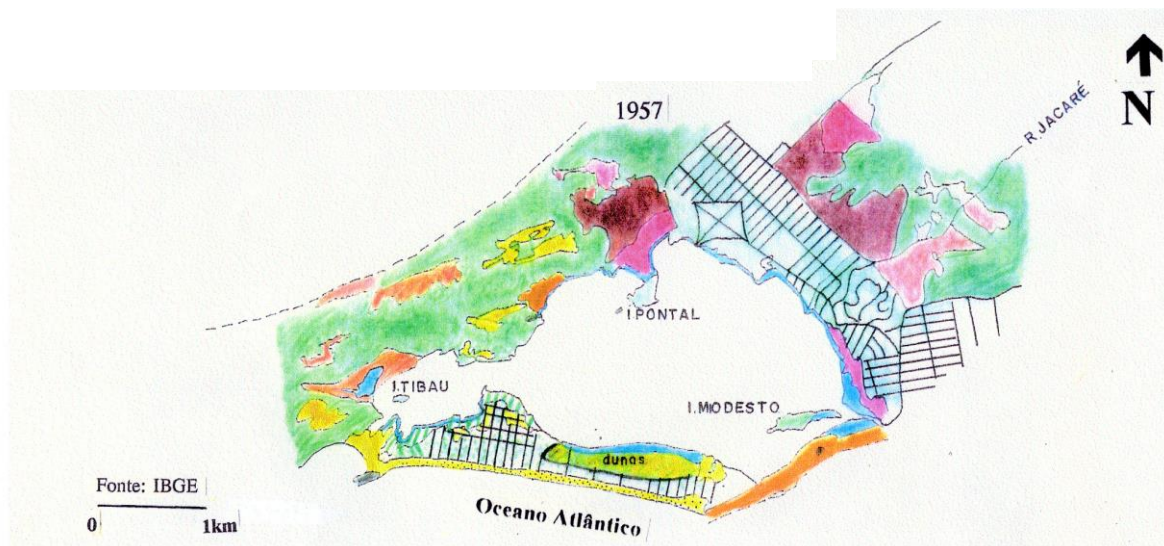 1957
N
R. JACARÉ
I. PONTAL
I. TIBAU
I. MODESTO
dunas
Fonte: IBGE
0 1km
Oceano Atlântico